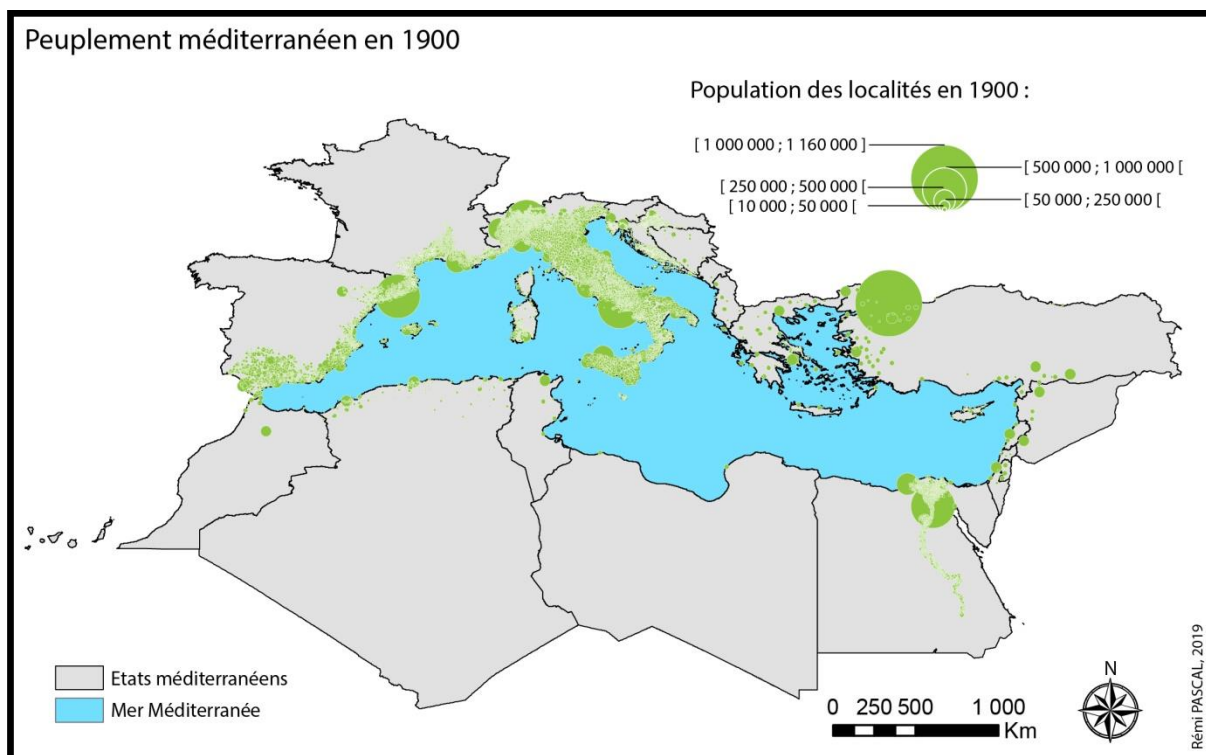 Peuplement méditerranéen en 1900
Population des localités en 1900 :
[ 1 000 000 ; 1 160 000 ]
[ 500 000 ; 1 000 000 [
[ 250 000 ; 500 000 [
[ 10 000 ; 50 000 [
[ 50 000 ; 250 000 [
Etats méditerranéens
Mer Méditerranée
N
0 250 500 1 000
Km
Rémi PASCAL, 2019